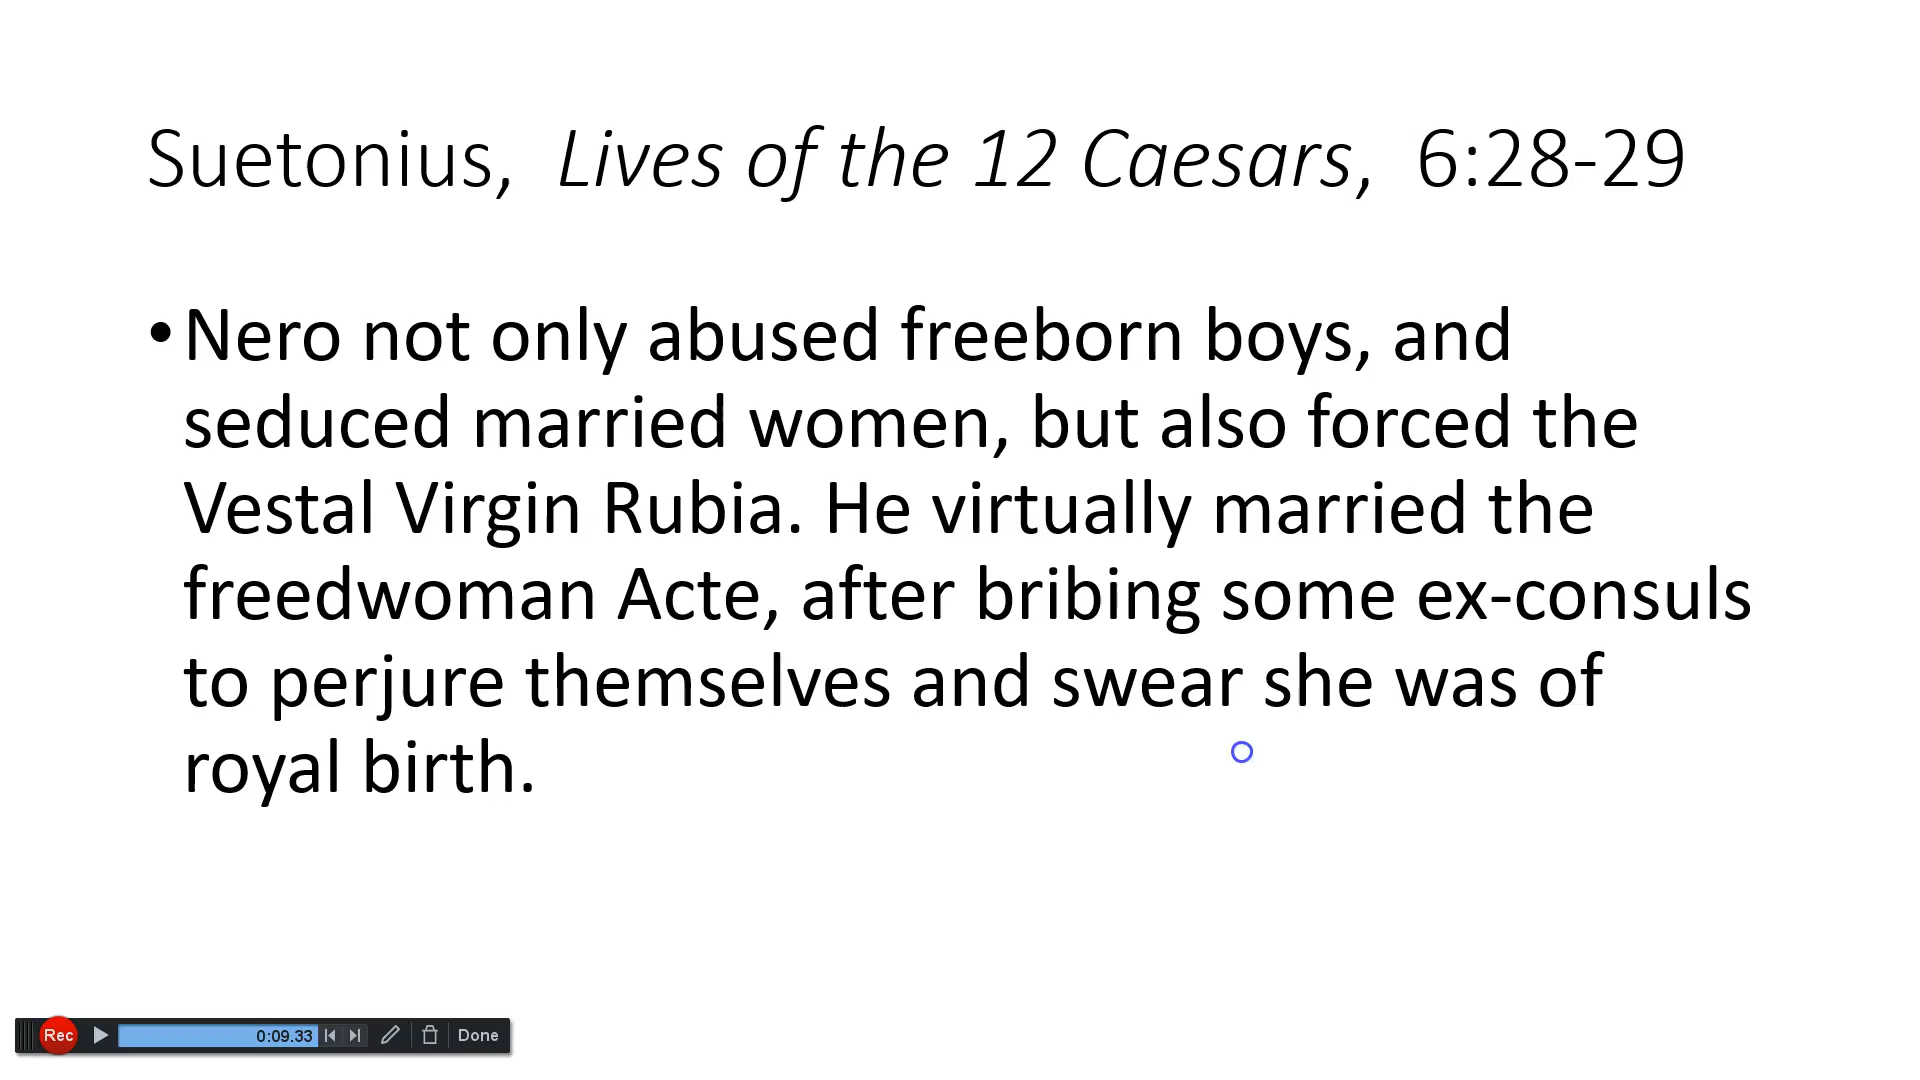 Suetonius, Lives of the 12 Caesars, 6:28-29
•Nero not only abused freeborn boys, and
seduced married women, but also forced the
Vestal Virgin Rubia. He virtually married the
freedwoman Acte, after bribing some ex-consuls
to perjure themselves and swear she was of
royal birth.
Rec 0:09.33 Done